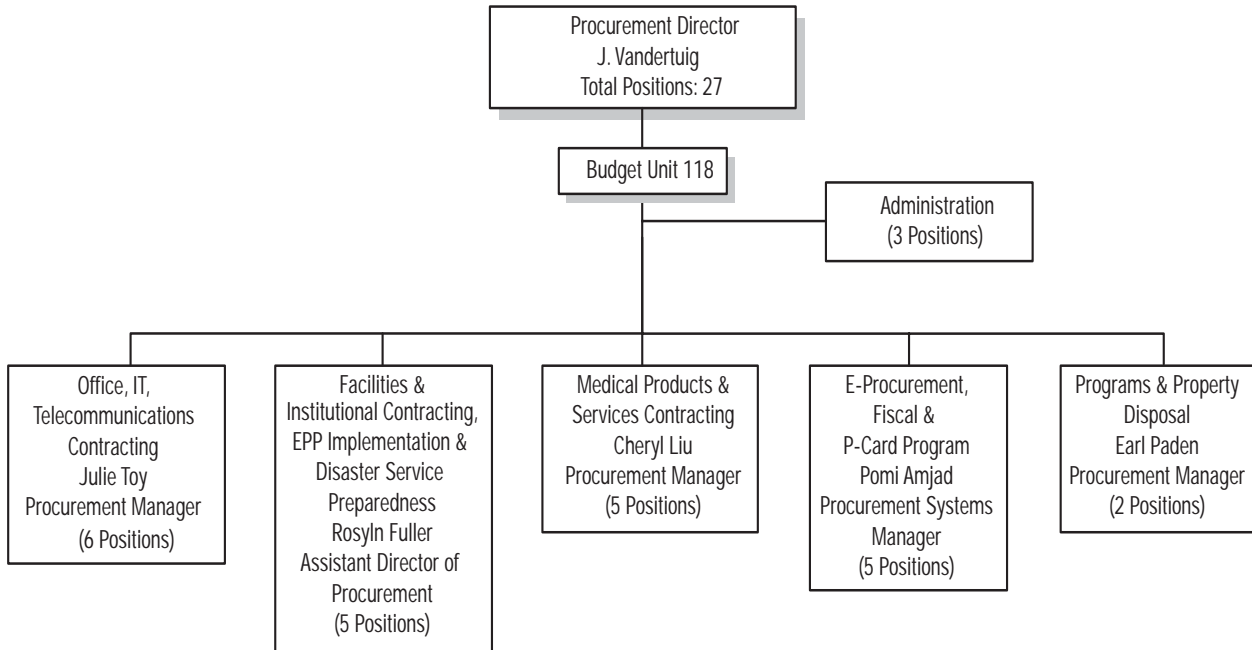 Procurement Director
J. Vandertuig
Total Positions: 27
Budget Unit 118
Administration
(3 Positions)
Office, IT,
Telecommunications
Contracting
Julie Toy
Procurement Manager
(6 Positions)
Facilities &
Institutional Contracting,
EPP Implementation &
Disaster Service
Preparedness
Rosyln Fuller
Assistant Director of
Procurement
(5 Positions)
Medical Products &
Services Contracting
Cheryl Liu
Procurement Manager
(5 Positions)
E-Procurement,
Fiscal &
P-Card Program
Pomi Amjad
Procurement Systems
Manager
(5 Positions)
Programs & Property
Disposal
Earl Paden
Procurement Manager
(2 Positions)